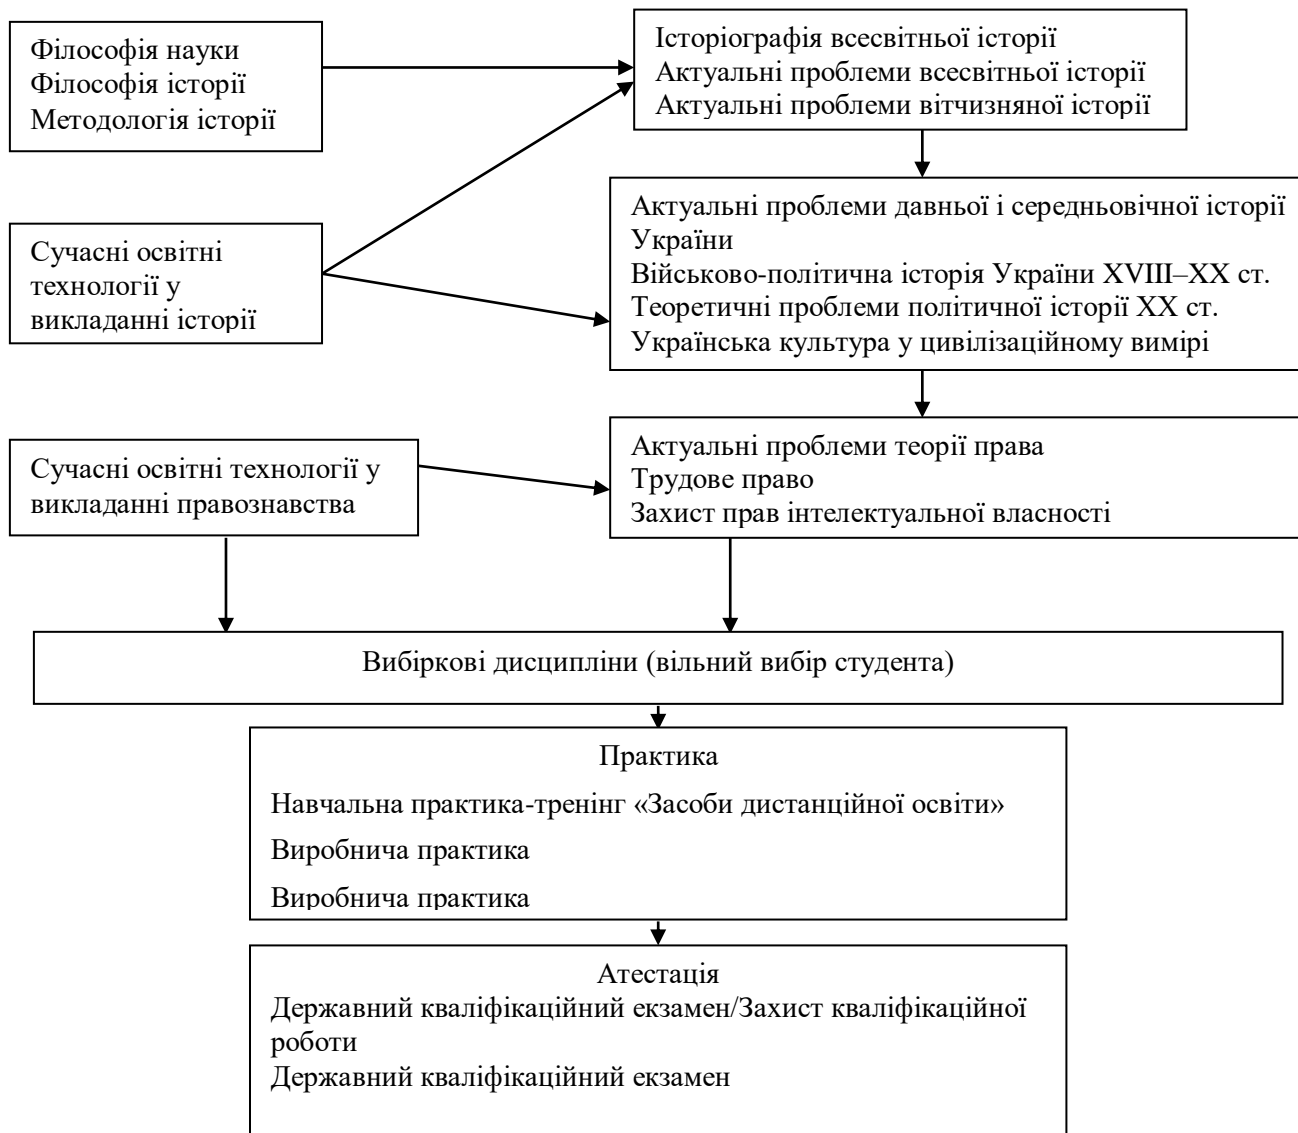 Філософія науки
Філософія історії
Методологія історії
Історіографія всесвітньої історії
Актуальні проблеми всесвітньої історії
Актуальні проблеми вітчизняної історії
Сучасні освітні
технології у
викладанні історії
Актуальні проблеми давньої і середньовічної історії
України
Військово-політична історія України XVIII–XX ст.
Теоретичні проблеми політичної історії XX ст.
Українська культура у цивілізаційному вимірі
Сучасні освітні технології у
викладанні правознавства
Актуальні проблеми теорії права
Трудове право
Захист прав інтелектуальної власності
Вибіркові дисципліни (вільний вибір студента)
Практика
Навчальна практика-тренінг «Засоби дистанційної освіти»
Виробнича практика
Виробнича практика
Атестація
Державний кваліфікаційний екзамен/Захист кваліфікаційної
роботи
Державний кваліфікаційний екзамен